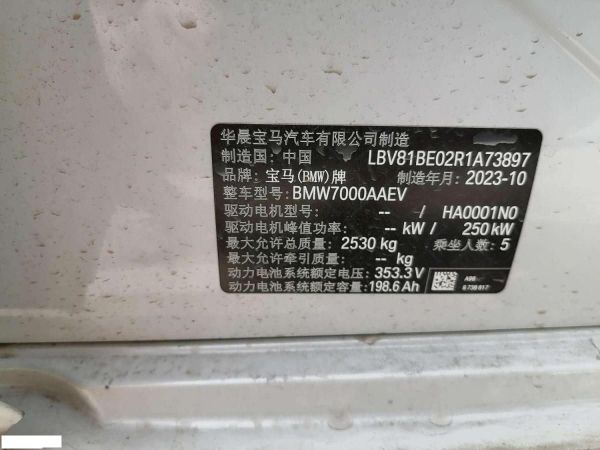 华晨宝马汽车有限公司制造
制造国: 中国 LBV81BE02R1A73897
品牌: 宝马(BMW)牌 制造年月: 2023-10
整车型号: BMW7000AAEV
驱动电机型号: -- / HA0001N0
驱动电机峰值功率: -- kW / 250kW
最大允许总质量: 2530 kg 乘坐人数: 5
最大允许牵引质量: -- kg
动力电池系统额定电压: 353.3V
动力电池系统额定容量: 198.6Ah